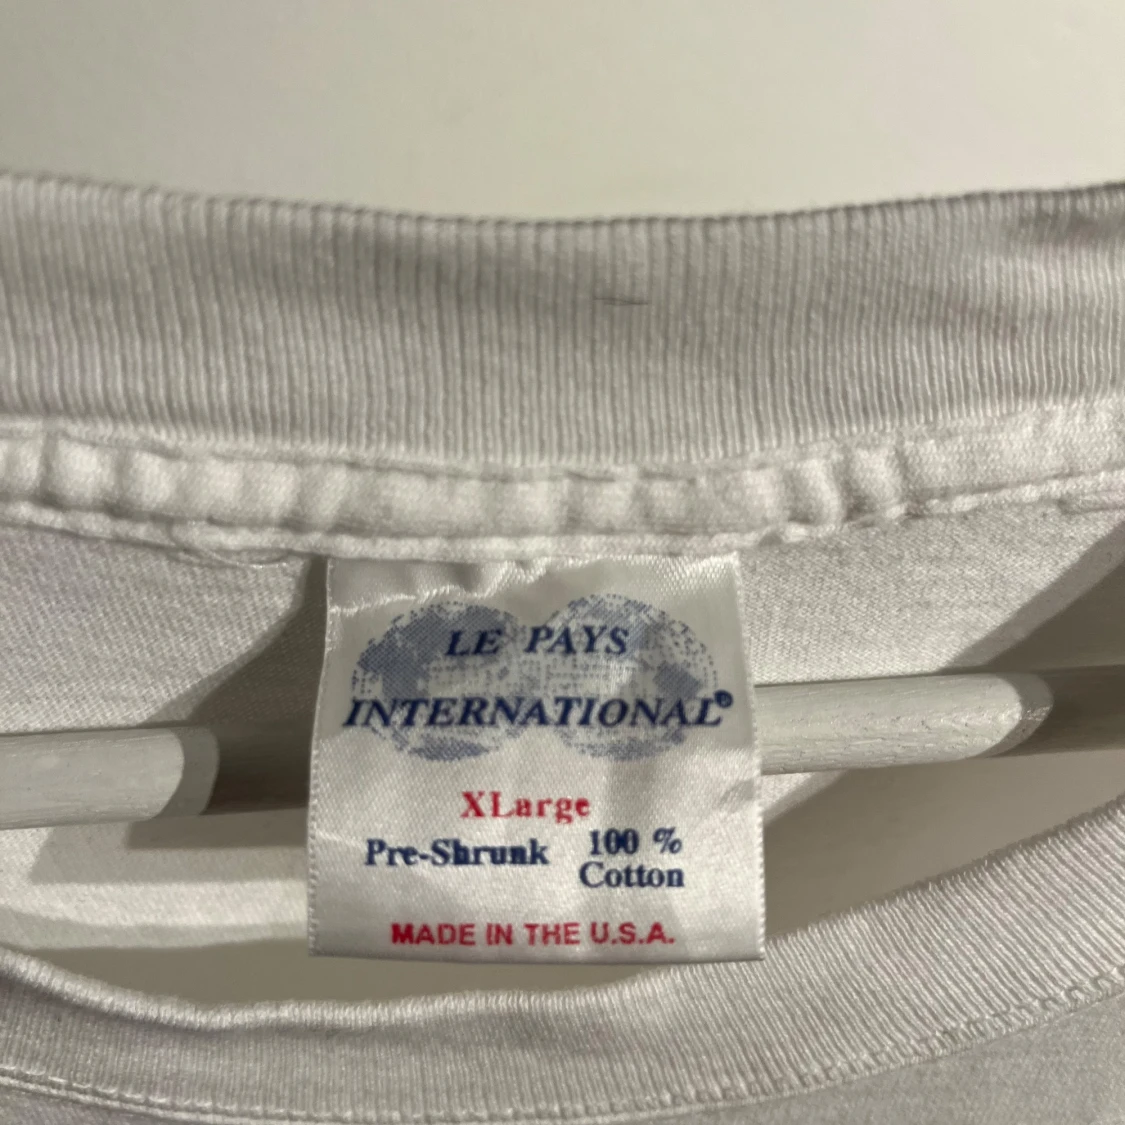 LE PAYS
INTERNATIONAL®
XLarge
Pre-Shrunk 100 %
Cotton
MADE IN THE U.S.A.